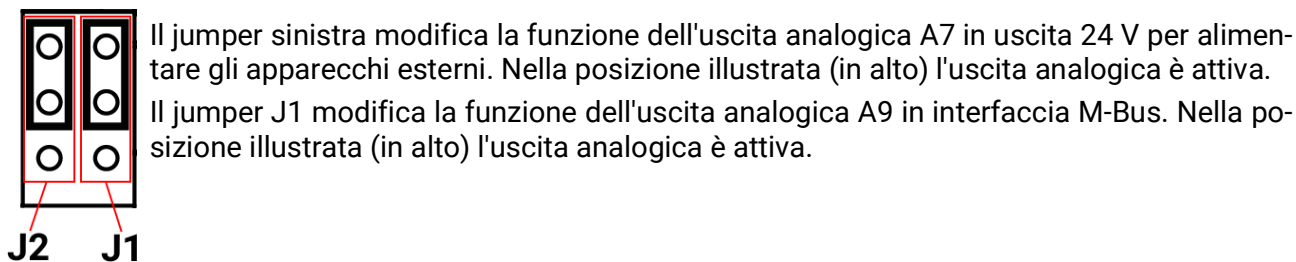 Il jumper sinistra modifica la funzione dell'uscita analogica A7 in uscita 24 V per alimen-
tare gli apparecchi esterni. Nella posizione illustrata (in alto) l'uscita analogica è attiva.
Il jumper J1 modifica la funzione dell'uscita analogica A9 in interfaccia M-Bus. Nella po-
sizione illustrata (in alto) l'uscita analogica è attiva.
J2 J1